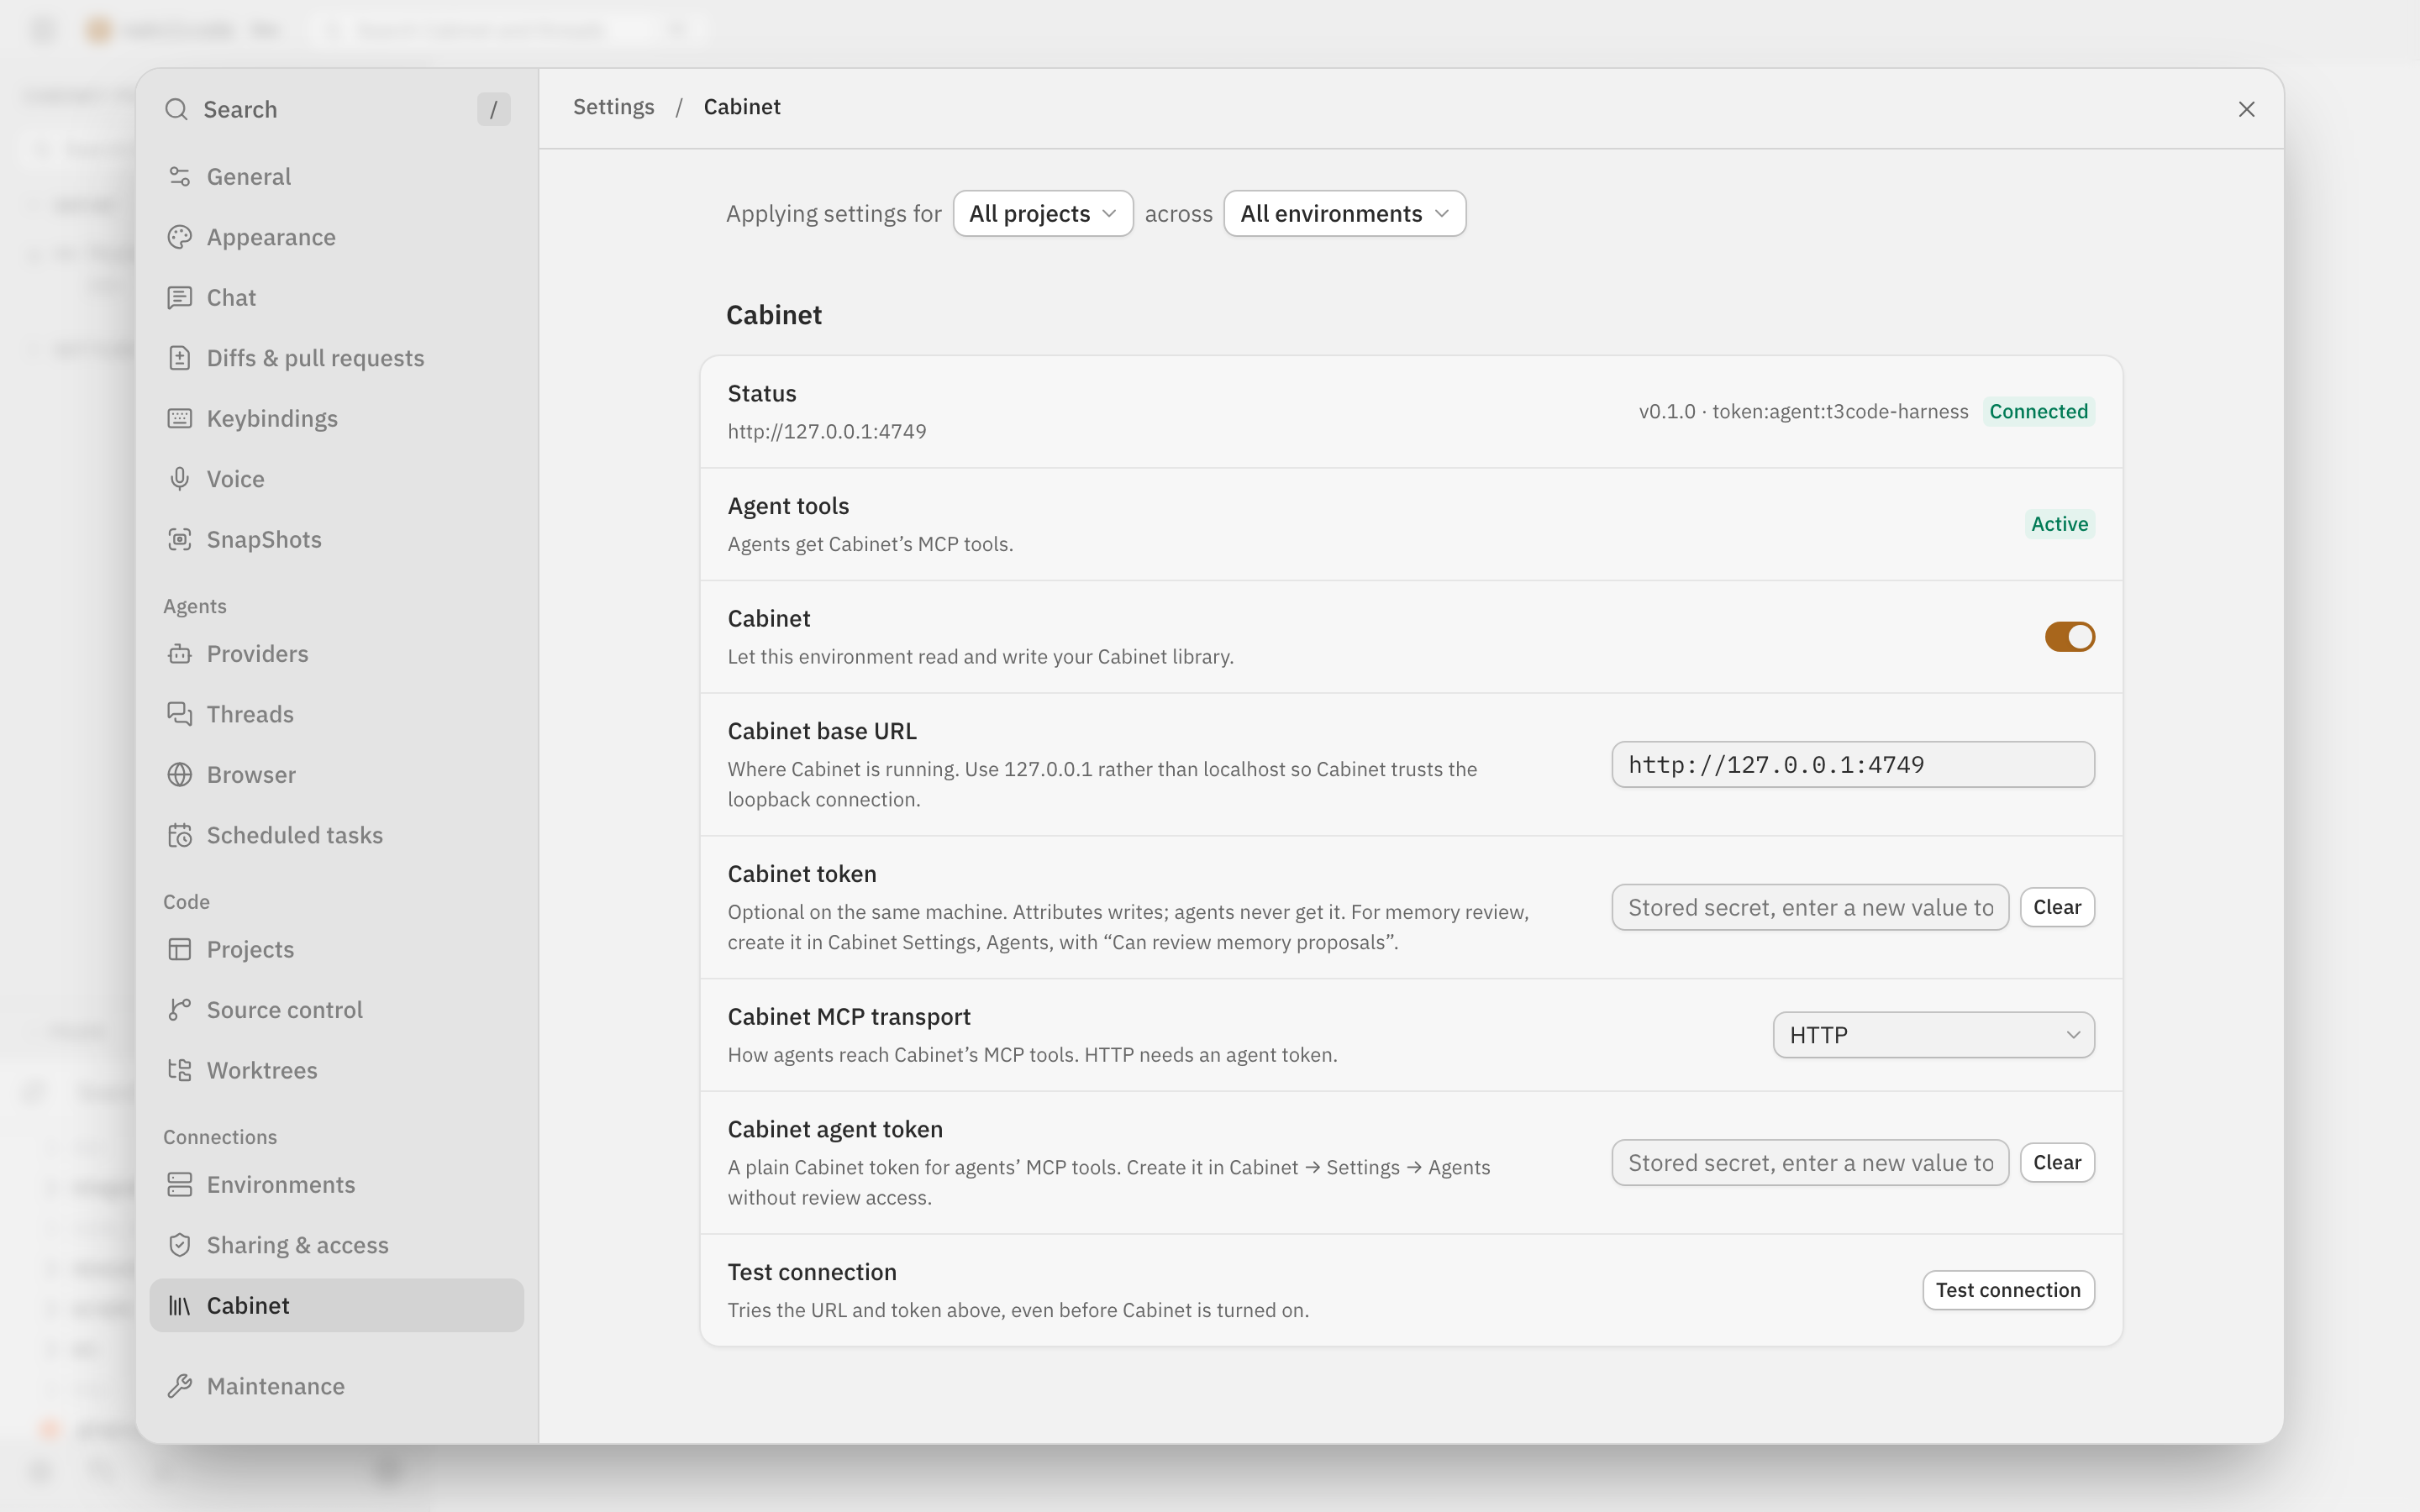 Search /
General
Appearance
Chat
Diffs & pull requests
Keybindings
Voice
SnapShots
Agents
Providers
Threads
Browser
Scheduled tasks
Code
Projects
Source control
Worktrees
Connections
Environments
Sharing & access
Cabinet
Maintenance
Settings / Cabinet
Applying settings for All projects across All environments
Cabinet
Status
http://127.0.0.1:4749
v0.1.0 · token:agent:t3code-harness Connected
Agent tools
Agents get Cabinet’s MCP tools.
Active
Cabinet
Let this environment read and write your Cabinet library.
Cabinet base URL
Where Cabinet is running. Use 127.0.0.1 rather than localhost so Cabinet trusts the
loopback connection.
http://127.0.0.1:4749
Cabinet token
Optional on the same machine. Attributes writes; agents never get it. For memory review,
create it in Cabinet Settings, Agents, with “Can review memory proposals”.
Stored secret, enter a new value to
Clear
Cabinet MCP transport
How agents reach Cabinet’s MCP tools. HTTP needs an agent token.
HTTP
Cabinet agent token
A plain Cabinet token for agents’ MCP tools. Create it in Cabinet → Settings → Agents
without review access.
Stored secret, enter a new value to
Clear
Test connection
Tries the URL and token above, even before Cabinet is turned on.
Test connection